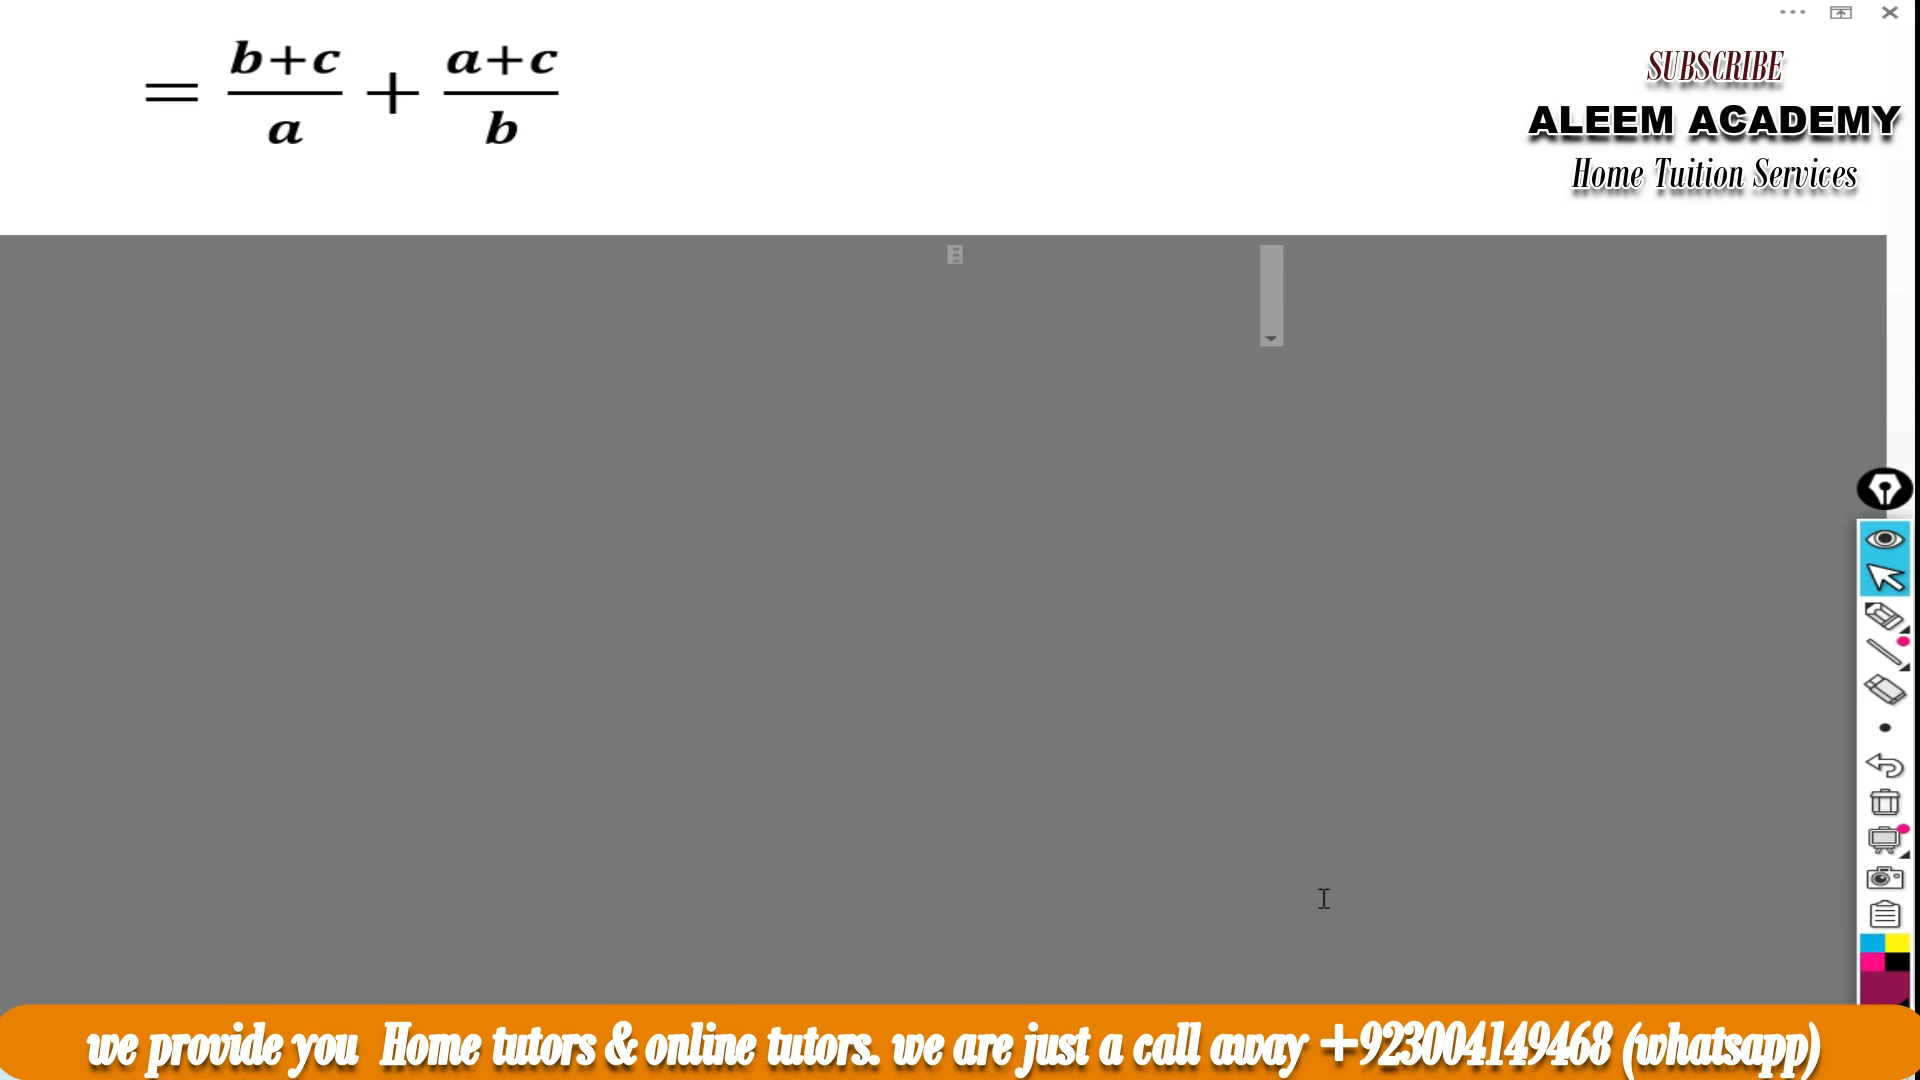 = b+c/a + a+c/b
SUBSCRIBE
ALEEM ACADEMY
Home Tuition Services
we provide you Home tutors & online tutors. we are just a call away +923004149468 (whatsapp)